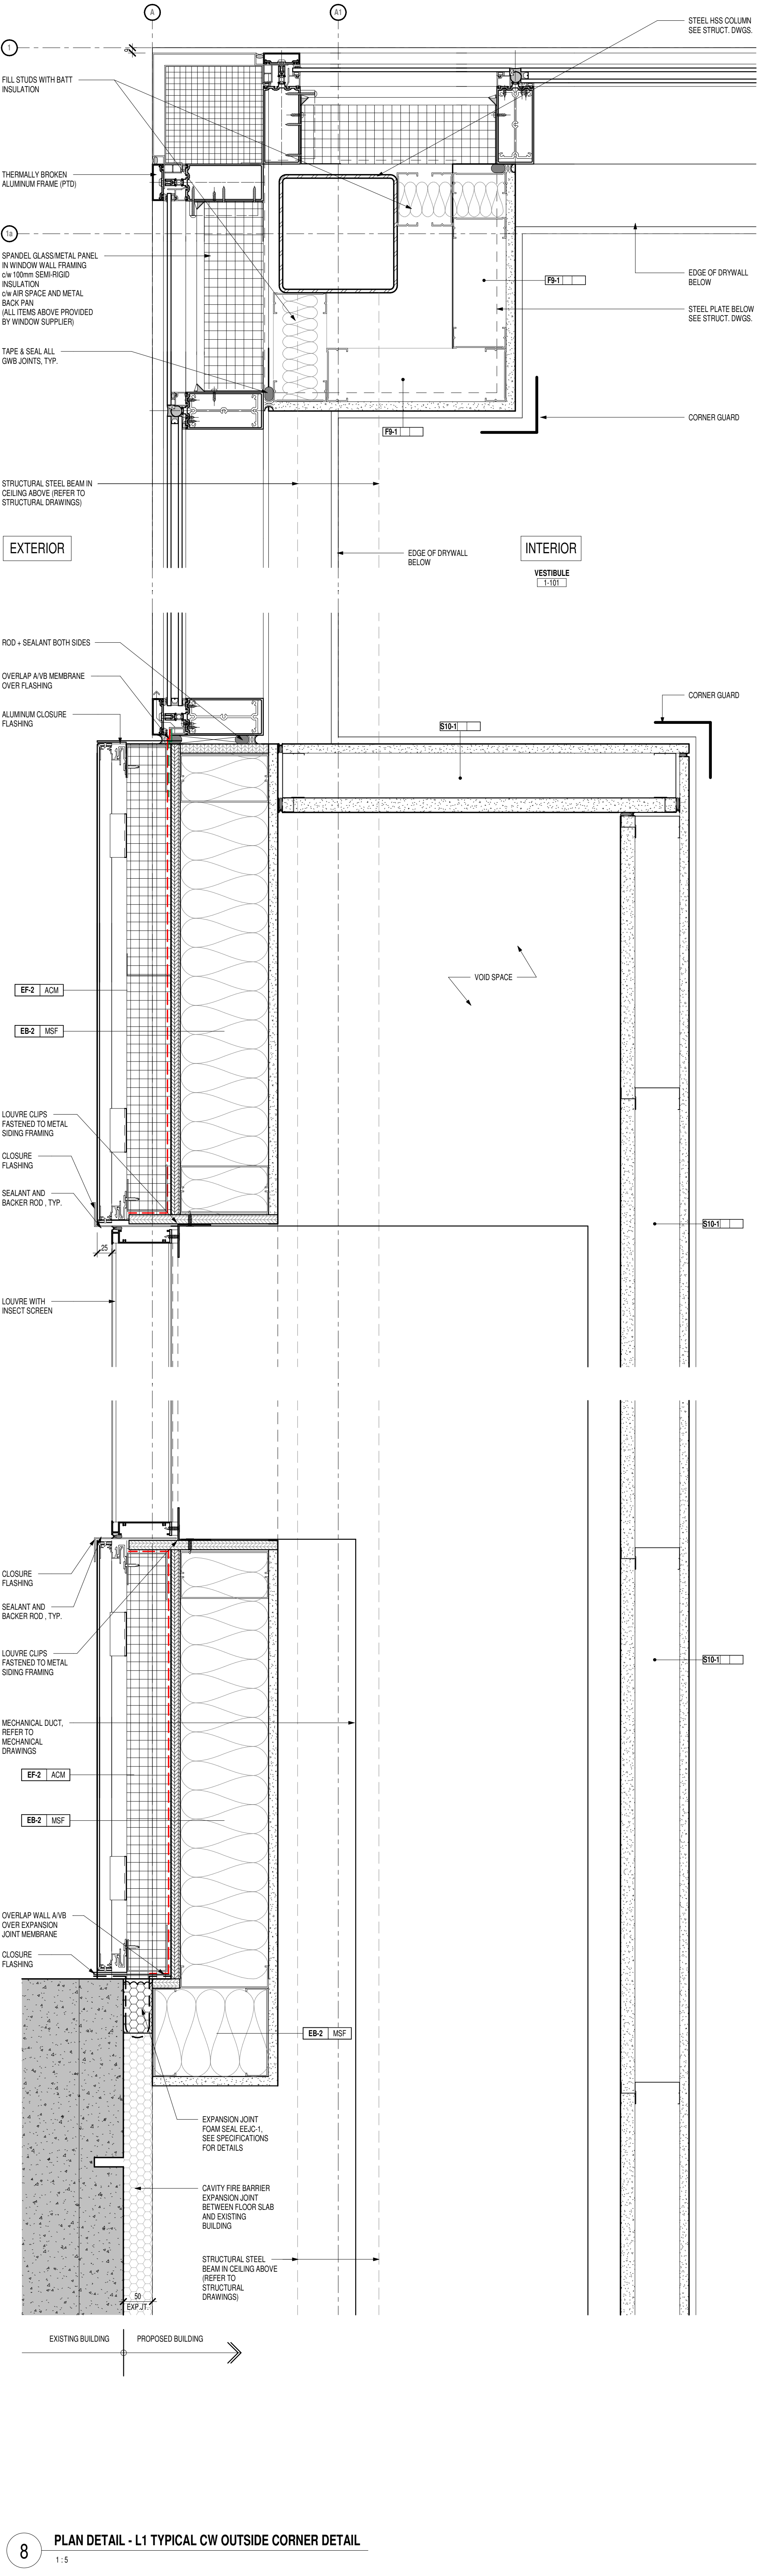 A
A1
STEEL HSS COLUMN
SEE STRUCT. DWGS.
1
FILL STUDS WITH BATT
INSULATION
THERMALLY BROKEN
ALUMINUM FRAME (PTD)
1a
SPANDEL GLASS/METAL PANEL
IN WINDOW WALL FRAMING
c/w 100mm SEMI-RIGID
INSULATION
c/w AIR SPACE AND METAL
BACK PAN
(ALL ITEMS ABOVE PROVIDED
BY WINDOW SUPPLIER)
EDGE OF DRYWALL
BELOW
F9-1
STEEL PLATE BELOW
SEE STRUCT. DWGS.
TAPE & SEAL ALL
GWB JOINTS, TYP.
CORNER GUARD
F9-1
STRUCTURAL STEEL BEAM IN
CEILING ABOVE (REFER TO
STRUCTURAL DRAWINGS)
EXTERIOR
EDGE OF DRYWALL
BELOW
INTERIOR
VESTIBULE
1-101
ROD + SEALANT BOTH SIDES
OVERLAP A/VB MEMBRANE
OVER FLASHING
ALUMINUM CLOSURE
FLASHING
CORNER GUARD
S10-1
VOID SPACE
EF-2 ACM
EB-2 MSF
LOUVRE CLIPS
FASTENED TO METAL
SIDING FRAMING
CLOSURE
FLASHING
SEALANT AND
BACKER ROD , TYP.
S10-1
25
LOUVRE WITH
INSECT SCREEN
CLOSURE
FLASHING
SEALANT AND
BACKER ROD , TYP.
LOUVRE CLIPS
FASTENED TO METAL
SIDING FRAMING
S10-1
MECHANICAL DUCT,
REFER TO
MECHANICAL
DRAWINGS
EF-2 ACM
EB-2 MSF
OVERLAP WALL A/VB
OVER EXPANSION
JOINT MEMBRANE
CLOSURE
FLASHING
EB-2 MSF
EXPANSION JOINT
FOAM SEAL EEJC-1,
SEE SPECIFICATIONS
FOR DETAILS
CAVITY FIRE BARRIER
EXPANSION JOINT
BETWEEN FLOOR SLAB
AND EXISTING
BUILDING
STRUCTURAL STEEL
BEAM IN CEILING ABOVE
(REFER TO
STRUCTURAL
DRAWINGS)
50
EXP.JT.
EXISTING BUILDING
PROPOSED BUILDING
8
PLAN DETAIL - L1 TYPICAL CW OUTSIDE CORNER DETAIL
1 : 5